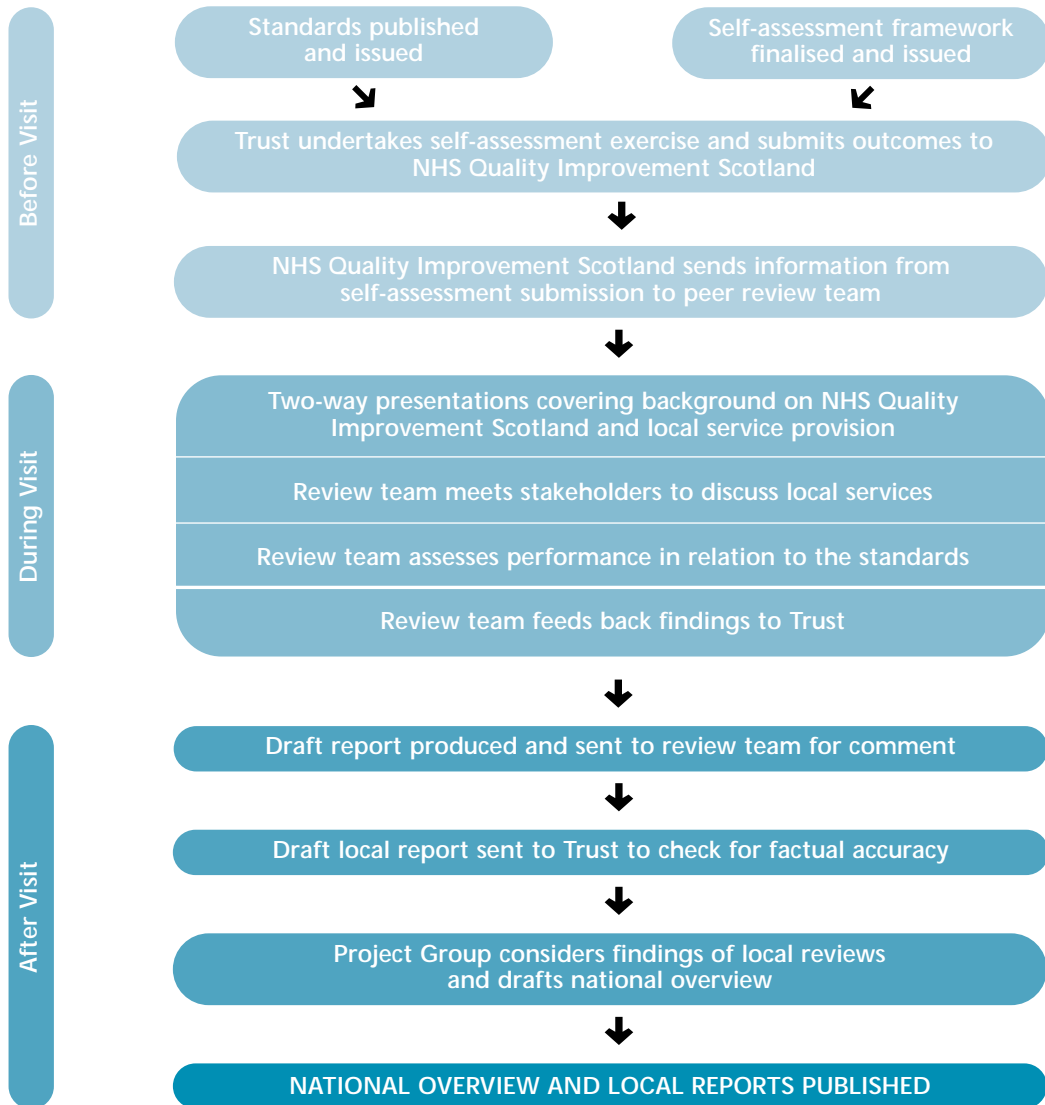 Before Visit
Standards published
and issued
Self-assessment framework
finalised and issued
Trust undertakes self-assessment exercise and submits outcomes to
NHS Quality Improvement Scotland
NHS Quality Improvement Scotland sends information from
self-assessment submission to peer review team
During Visit
Two-way presentations covering background on NHS Quality
Improvement Scotland and local service provision
Review team meets stakeholders to discuss local services
Review team assesses performance in relation to the standards
Review team feeds back findings to Trust
After Visit
Draft report produced and sent to review team for comment
Draft local report sent to Trust to check for factual accuracy
Project Group considers findings of local reviews
and drafts national overview
NATIONAL OVERVIEW AND LOCAL REPORTS PUBLISHED